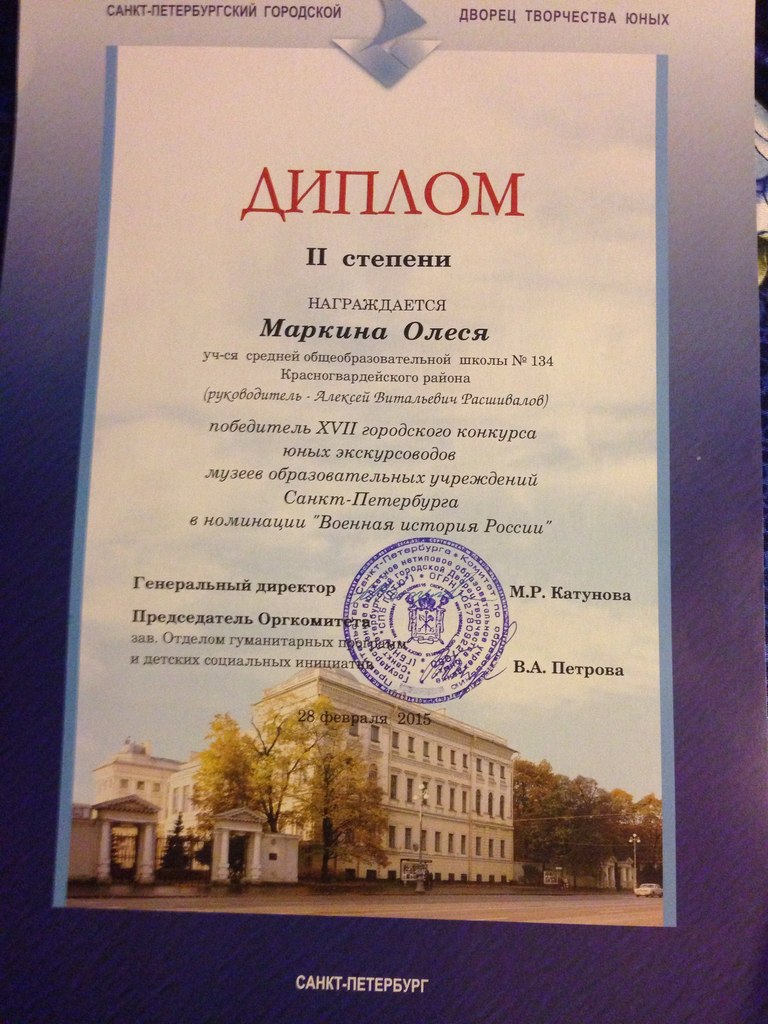 САНКТ-ПЕТЕРБУРГСКИЙ ГОРОДСКОЙ ДВОРЕЦ ТВОРЧЕСТВА ЮНЫХ
ДИПЛОМ
II степени
НАГРАЖДАЕТСЯ
Маркина Олеся
уч-ся средней общеобразовательной школы № 134
Красногвардейского района
(руководитель - Алексей Витальевич Расшивалов)
победитель XVII городского конкурса
юных экскурсоводов
музеев образовательных учреждений
Санкт-Петербурга
в номинации "Военная история России"
Генеральный директор М.Р. Катунова
Председатель Оргкомитета
зав. Отделом гуманитарных программ
и детских социальных инициатив В.А. Петрова
28 февраля 2015
САНКТ-ПЕТЕРБУРГ